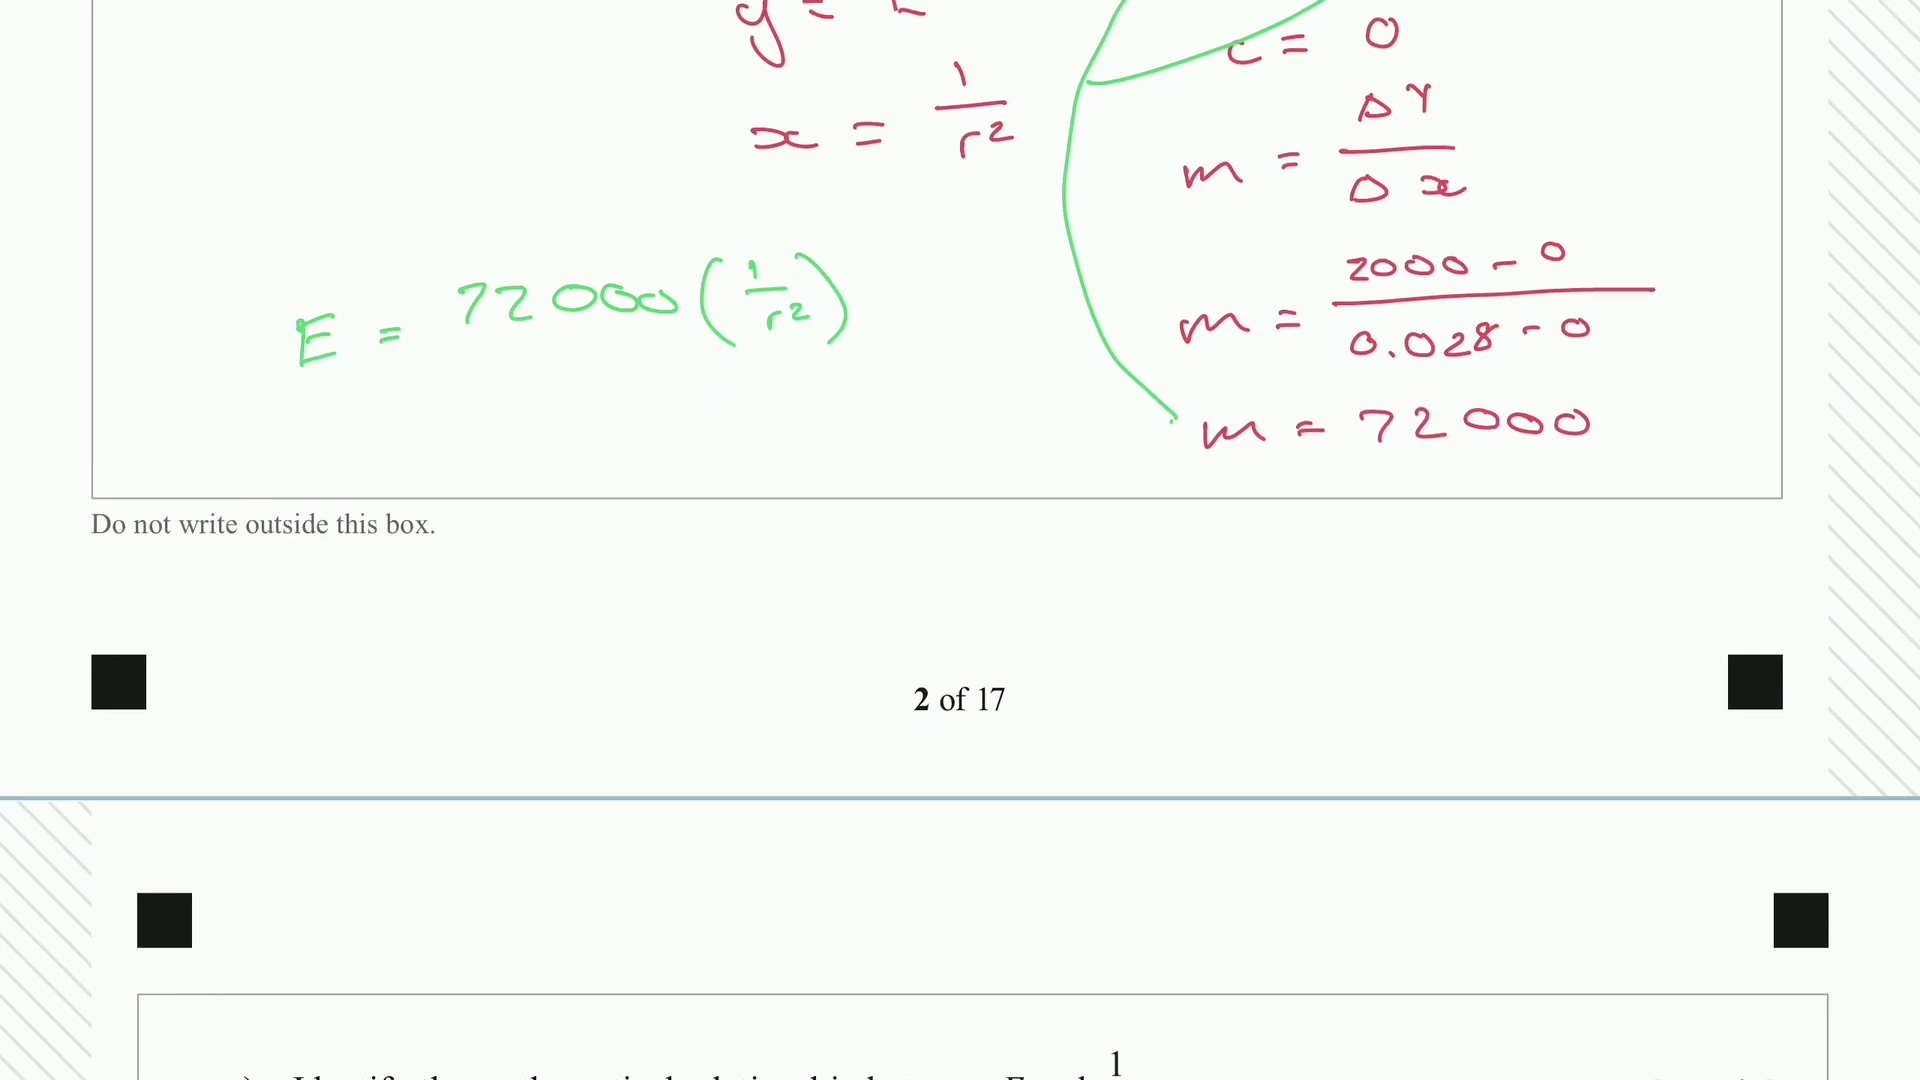 y =
c = 0
x = 1/r²
m = ΔY/Δx
E = 72000 (1/r²)
m = 2000 - 0 / 0.028 - 0
m = 72000
Do not write outside this box.
2 of 17
1